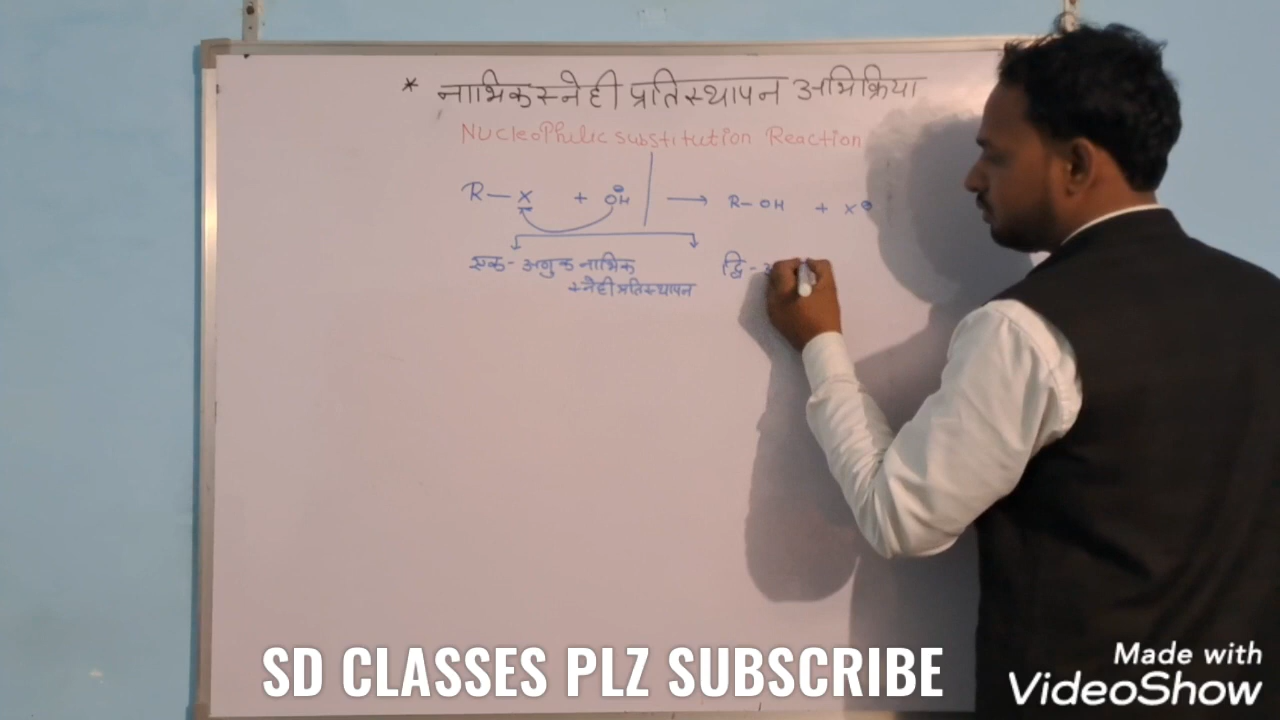 * नाभिकस्नेही प्रतिस्थापन अभिक्रिया
Nucleophilic substitution Reaction
R—X + OH⊖ ⟶ R—OH + X⊖
एक-अणुक नाभिक
स्नेही प्रतिस्थापन
द्वि-अ
SD CLASSES PLZ SUBSCRIBE
Made with
VideoShow